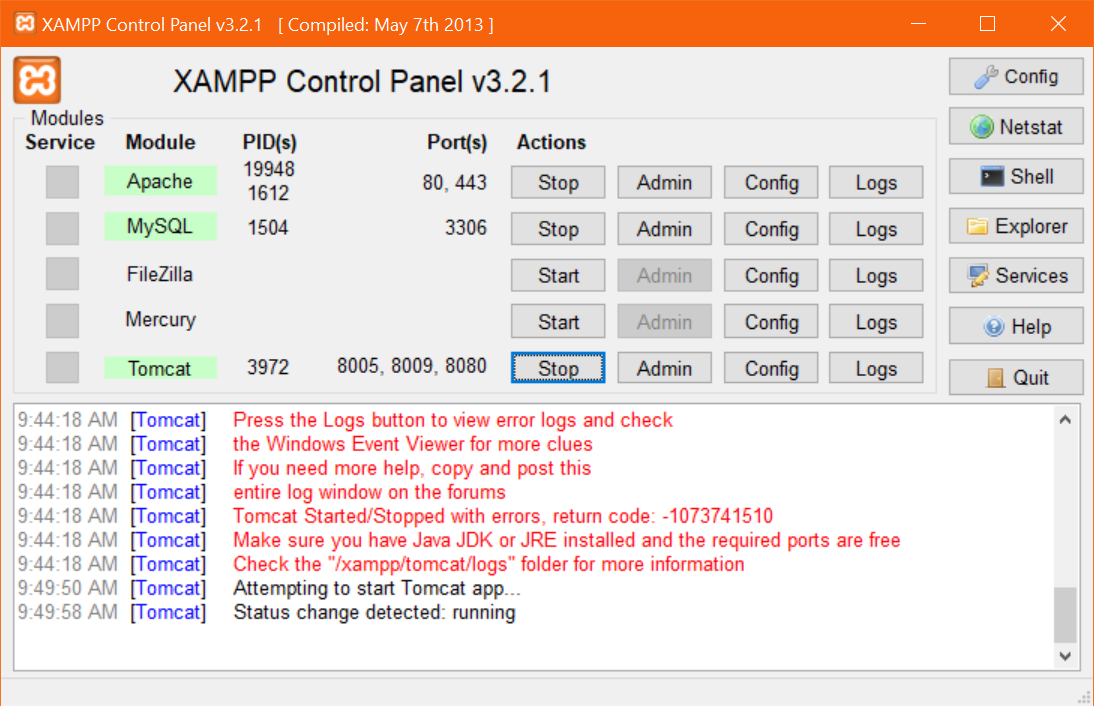 XAMPP Control Panel v3.2.1 [ Compiled: May 7th 2013 ]
XAMPP Control Panel v3.2.1
Config
Modules
Service Module PID(s) Port(s) Actions
Netstat
Apache 19948 1612 80, 443 Stop Admin Config Logs
Shell
MySQL 1504 3306 Stop Admin Config Logs
Explorer
FileZilla Start Admin Config Logs
Services
Mercury Start Admin Config Logs
Help
Tomcat 3972 8005, 8009, 8080 Stop Admin Config Logs
Quit
9:44:18 AM [Tomcat] Press the Logs button to view error logs and check
9:44:18 AM [Tomcat] the Windows Event Viewer for more clues
9:44:18 AM [Tomcat] If you need more help, copy and post this
9:44:18 AM [Tomcat] entire log window on the forums
9:44:18 AM [Tomcat] Tomcat Started/Stopped with errors, return code: -1073741510
9:44:18 AM [Tomcat] Make sure you have Java JDK or JRE installed and the required ports are free
9:44:18 AM [Tomcat] Check the "/xampp/tomcat/logs" folder for more information
9:49:50 AM [Tomcat] Attempting to start Tomcat app...
9:49:58 AM [Tomcat] Status change detected: running